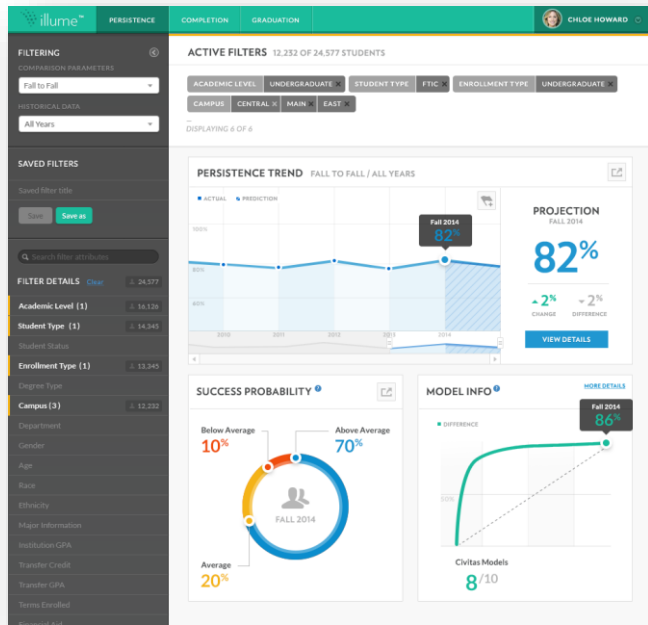 illume™
PERSISTENCE
COMPLETION
GRADUATION
CHLOE HOWARD
FILTERING
COMPARISON PARAMETERS
Fall to Fall
HISTORICAL DATA
All Years
SAVED FILTERS
Saved filter title
Save
Save as
Search filter attributes
FILTER DETAILS Clear 24,577
Academic Level (1) 16,126
Student Type (1) 14,345
Student Status
Enrollment Type (1) 13,345
Degree Type
Campus (3) 12,232
Department
Gender
Age
Race
Ethnicity
Major Information
Institution GPA
Transfer Credit
Transfer GPA
Terms Enrolled
Financial Aid
ACTIVE FILTERS 12,232 OF 24,577 STUDENTS
ACADEMIC LEVEL UNDERGRADUATE × STUDENT TYPE FTIC × ENROLLMENT TYPE UNDERGRADUATE ×
CAMPUS CENTRAL × MAIN × EAST ×
DISPLAYING 6 OF 6
PERSISTENCE TREND FALL TO FALL / ALL YEARS
ACTUAL PREDICTION
Fall 2014
82%
100%
80%
60%
2010 2011 2012 2013 2014
PROJECTION
FALL 2014
82%
2% 2%
CHANGE DIFFERENCE
VIEW DETAILS
SUCCESS PROBABILITY
Below Average
10%
Above Average
70%
FALL 2014
Average
20%
MODEL INFO
MORE DETAILS
Fall 2014
86%
DIFFERENCE
50%
Civitas Models
8/10